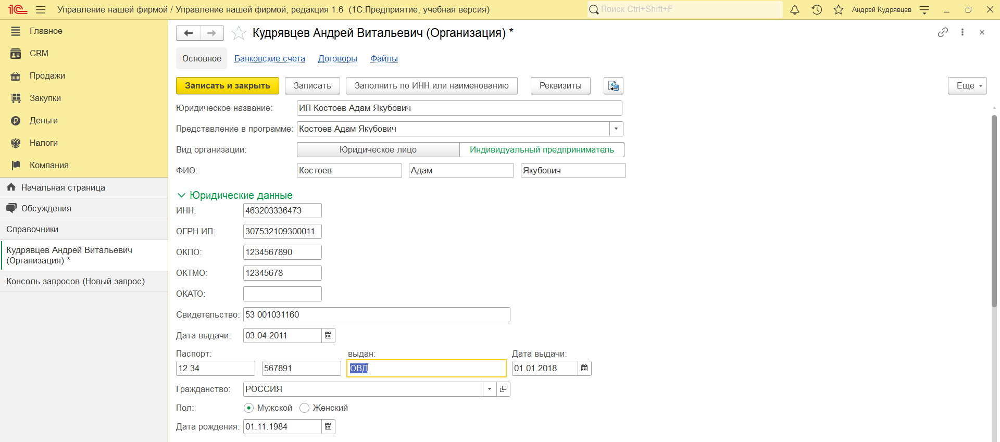 1С Управление нашей фирмой / Управление нашей фирмой, редакция 1.6 (1С:Предприятие, учебная версия)
Поиск Ctrl+Shift+F
Андрей Кудрявцев
Главное
CRM
Продажи
Закупки
Деньги
Налоги
Компания
Начальная страница
Обсуждения
Справочники
Кудрявцев Андрей Витальевич
(Организация) *
Консоль запросов (Новый запрос)
Кудрявцев Андрей Витальевич (Организация) *
Основное Банковские счета Договоры Файлы
Записать и закрыть Записать Заполнить по ИНН или наименованию Реквизиты Еще
Юридическое название: ИП Костоев Адам Якубович
Представление в программе: Костоев Адам Якубович
Вид организации: Юридическое лицо Индивидуальный предприниматель
ФИО: Костоев Адам Якубович
Юридические данные
ИНН: 463203336473
ОГРН ИП: 307532109300011
ОКПО: 1234567890
ОКТМО: 12345678
ОКАТО:
Свидетельство: 53 001031160
Дата выдачи: 03.04.2011
Паспорт: выдан: Дата выдачи:
12 34 567891 ОВД 01.01.2018
Гражданство: РОССИЯ
Пол: Мужской Женский
Дата рождения: 01.11.1984